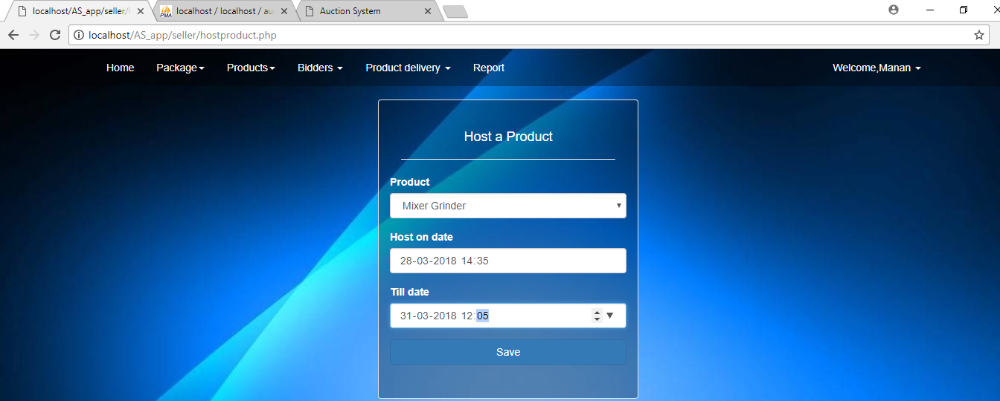 localhost/AS_app/seller/
localhost / localhost / au
Auction System
localhost/AS_app/seller/hostproduct.php
Home Package Products Bidders Product delivery Report Welcome,Manan
Host a Product
Product
Mixer Grinder
Host on date
28-03-2018 14:35
Till date
31-03-2018 12:05
Save